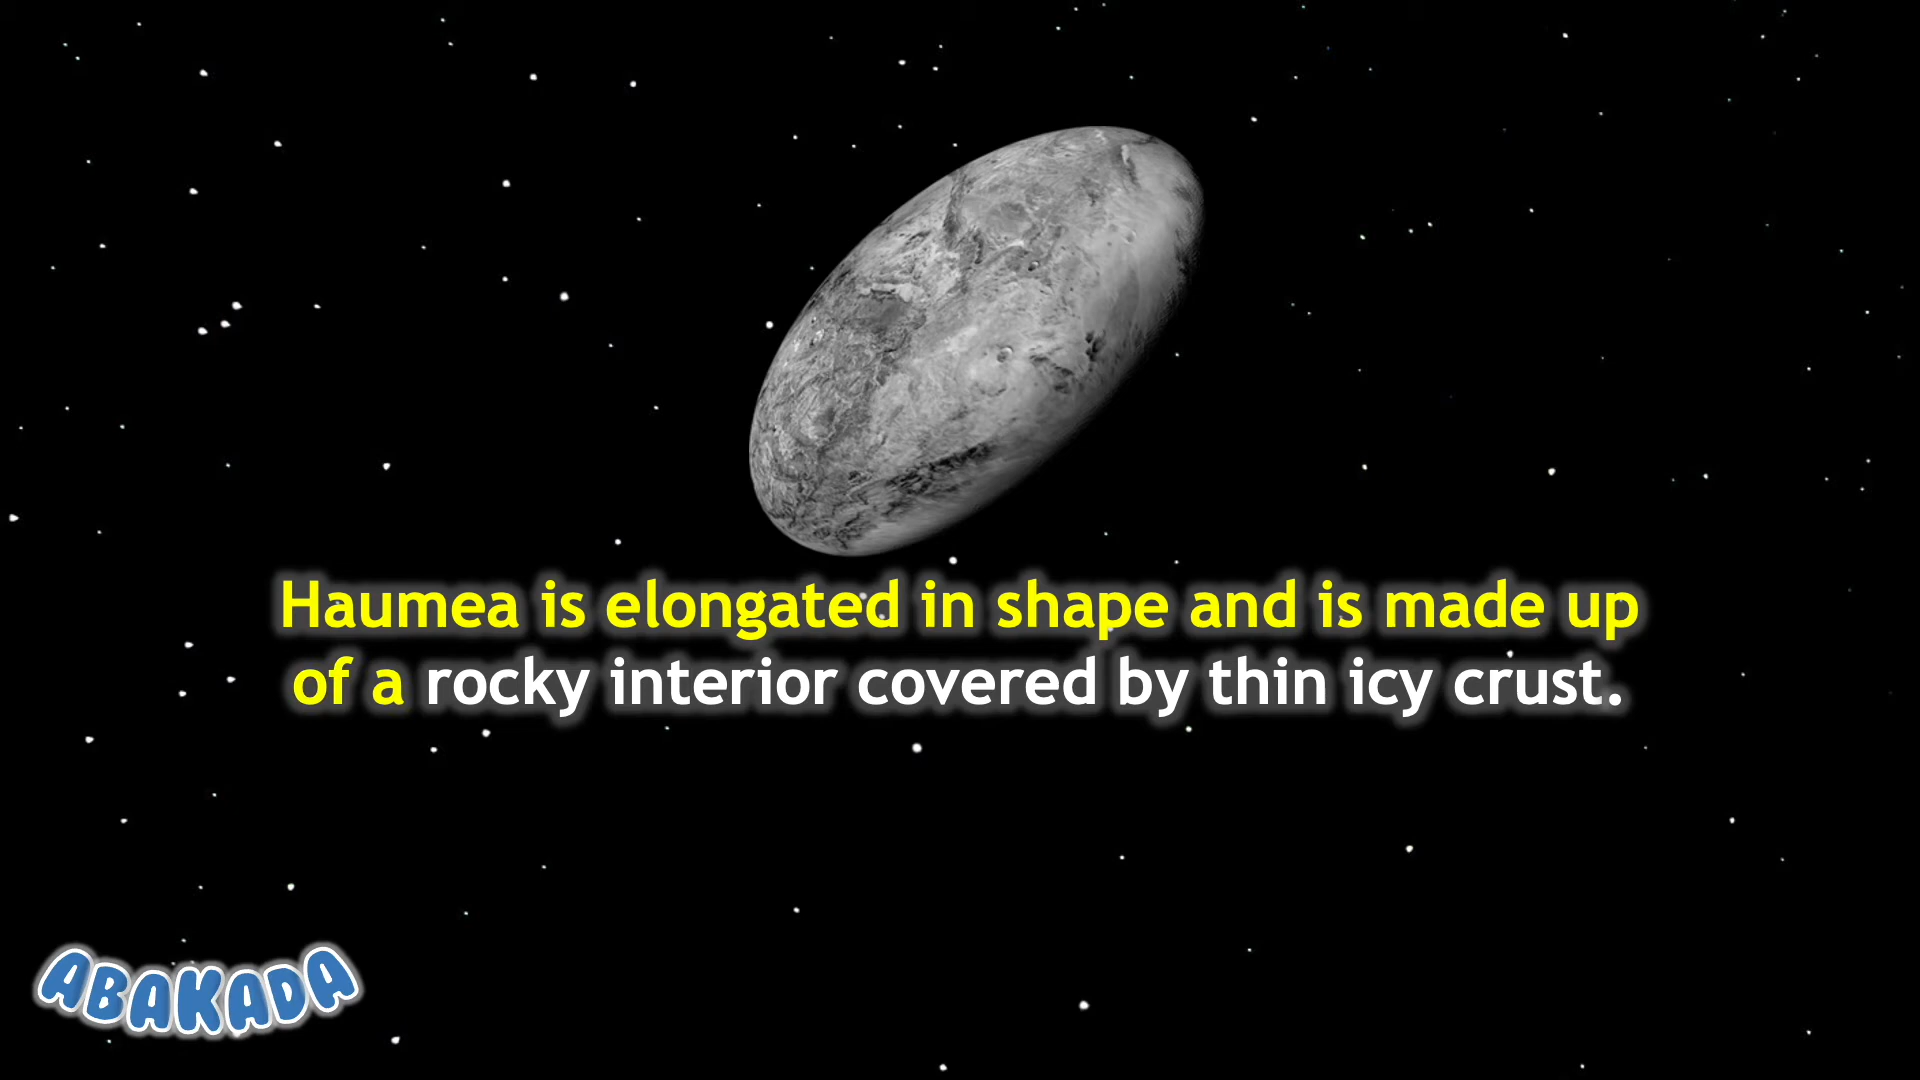 Haumea is elongated in shape and is made up
of a rocky interior covered by thin icy crust.
ABAKADA